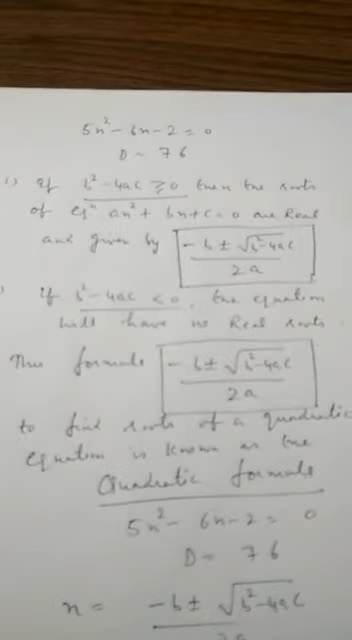 5x² - 6x - 2 = 0
D = 76
1) If b² - 4ac ≥ 0 then the roots
of eqⁿ ax² + bx + c = 0 are Real
and given by -b ± √b²-4ac / 2a
If b² - 4ac < 0, the equation
will have no Real roots.
This formula -b ± √b²-4ac / 2a
to find roots of a quadratic
equation is known as the
Quadratic formula
5x² - 6x - 2 = 0
D = 76
x = -b ± √b²-4ac / 2a